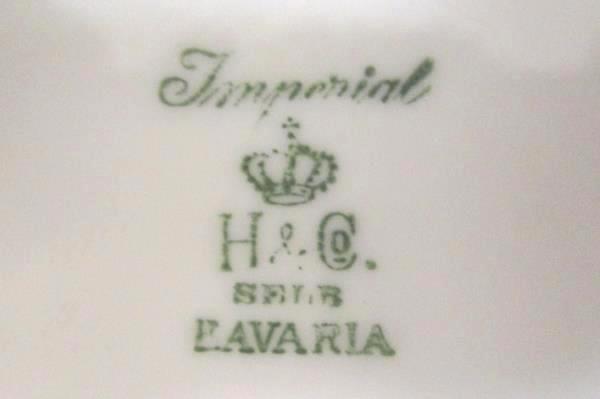 Imperial
H & Co.
SELB
BAVARIA